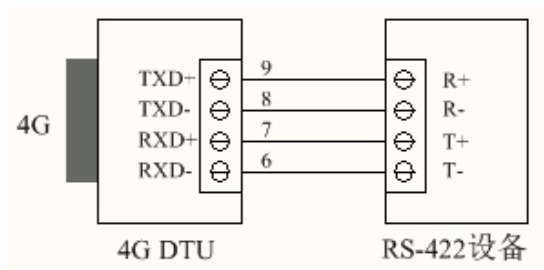 TXD+ 9 R+
TXD- 8 R-
RXD+ 7 T+
RXD- 6 T-
4G
4G DTU
RS-422设备